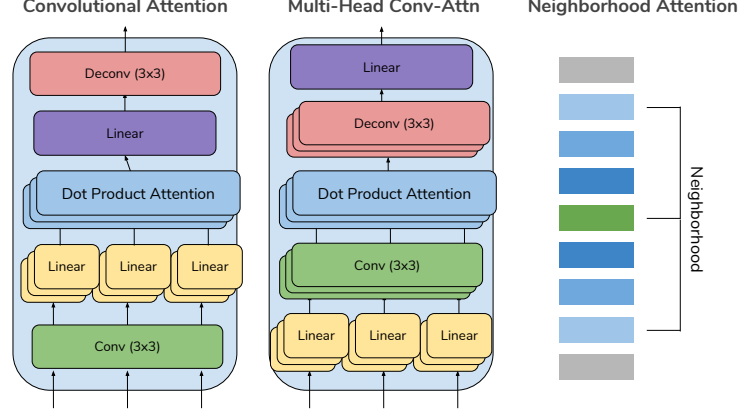 Convolutional Attention
Deconv (3x3)
Linear
Dot Product Attention
Linear
Linear
Linear
Conv (3x3)
Multi-Head Conv-Attn
Linear
Deconv (3x3)
Dot Product Attention
Conv (3x3)
Linear
Linear
Linear
Neighborhood Attention
Neighborhood